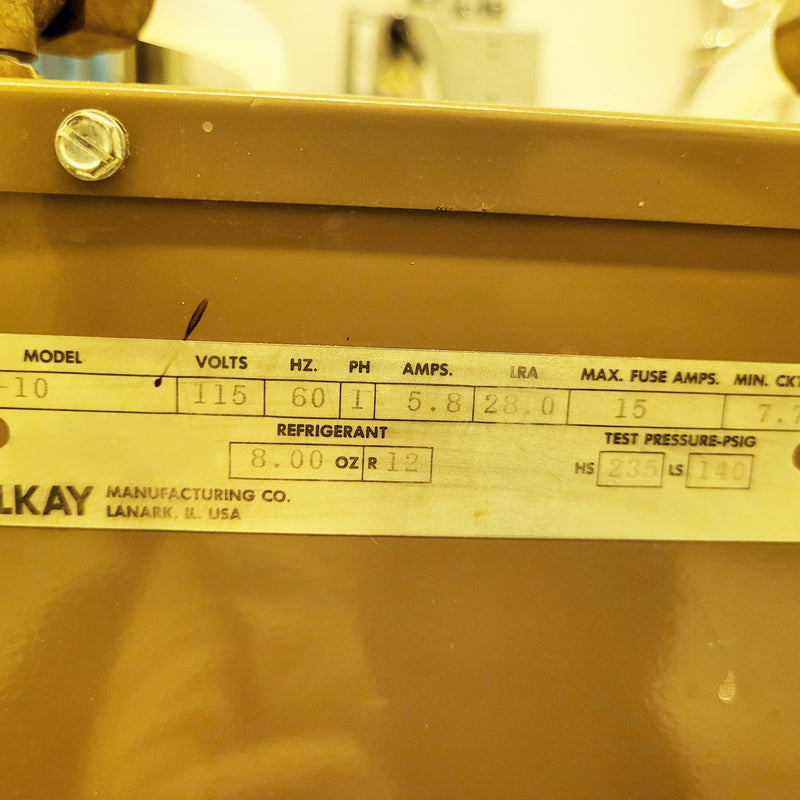 MODEL VOLTS HZ. PH AMPS. LRA MAX. FUSE AMPS. MIN. CKT
-10 115 60 1 5.8 28.0 15 7.7
REFRIGERANT TEST PRESSURE-PSIG
8.00 OZ R 12 HS 235 LS 140
LKAY MANUFACTURING CO.
LANARK, IL. USA